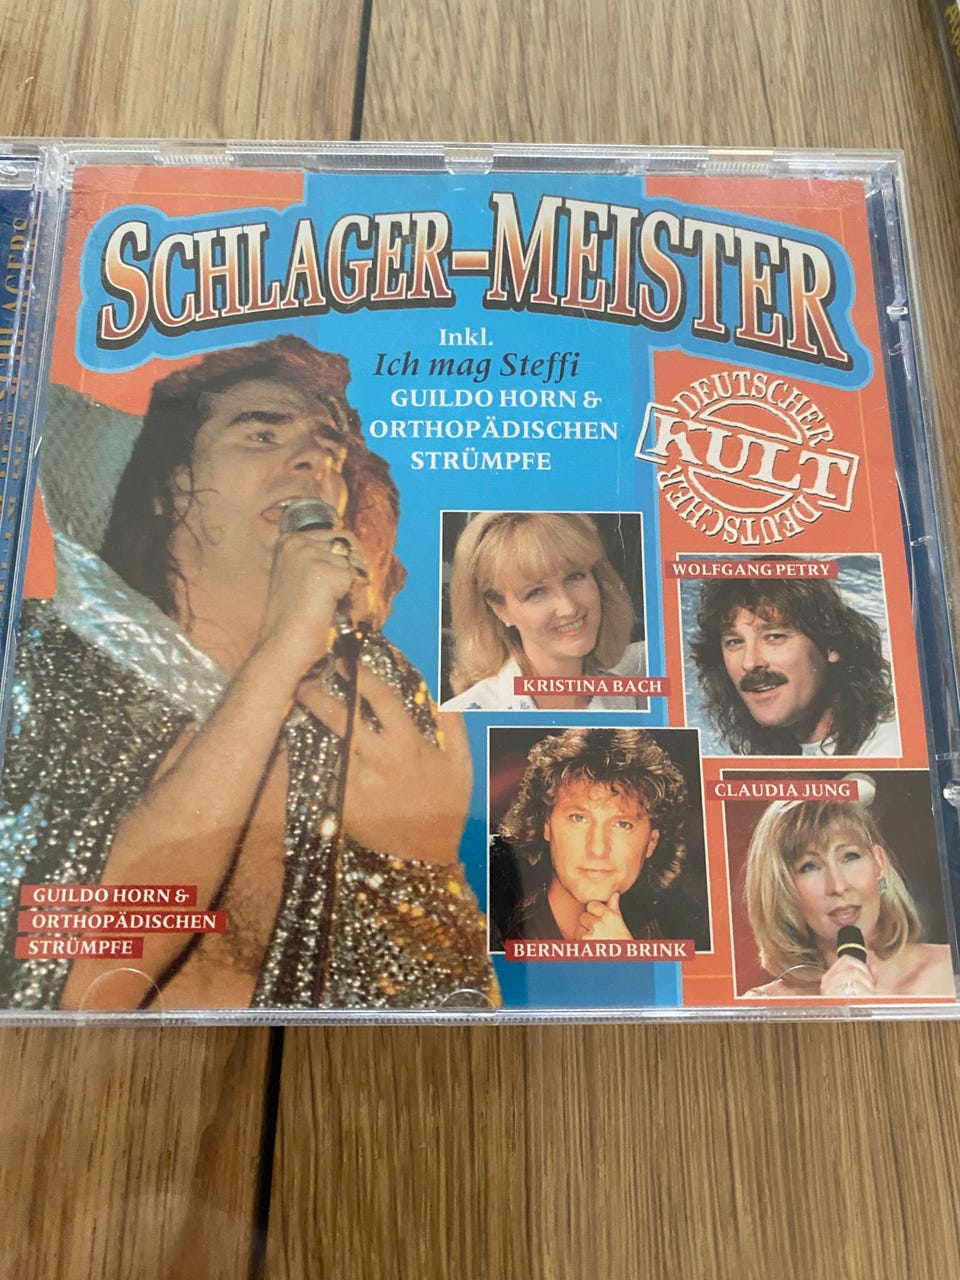 SCHLAGER-MEISTER
Inkl.
Ich mag Steffi
GUILDO HORN &
ORTHOPÄDISCHEN
STRÜMPFE
DEUTSCHER
KULT
DEUTSCHER
DEUTSCHER
WOLFGANG PETRY
KRISTINA BACH
CLAUDIA JUNG
BERNHARD BRINK
GUILDO HORN &
ORTHOPÄDISCHEN
STRÜMPFE